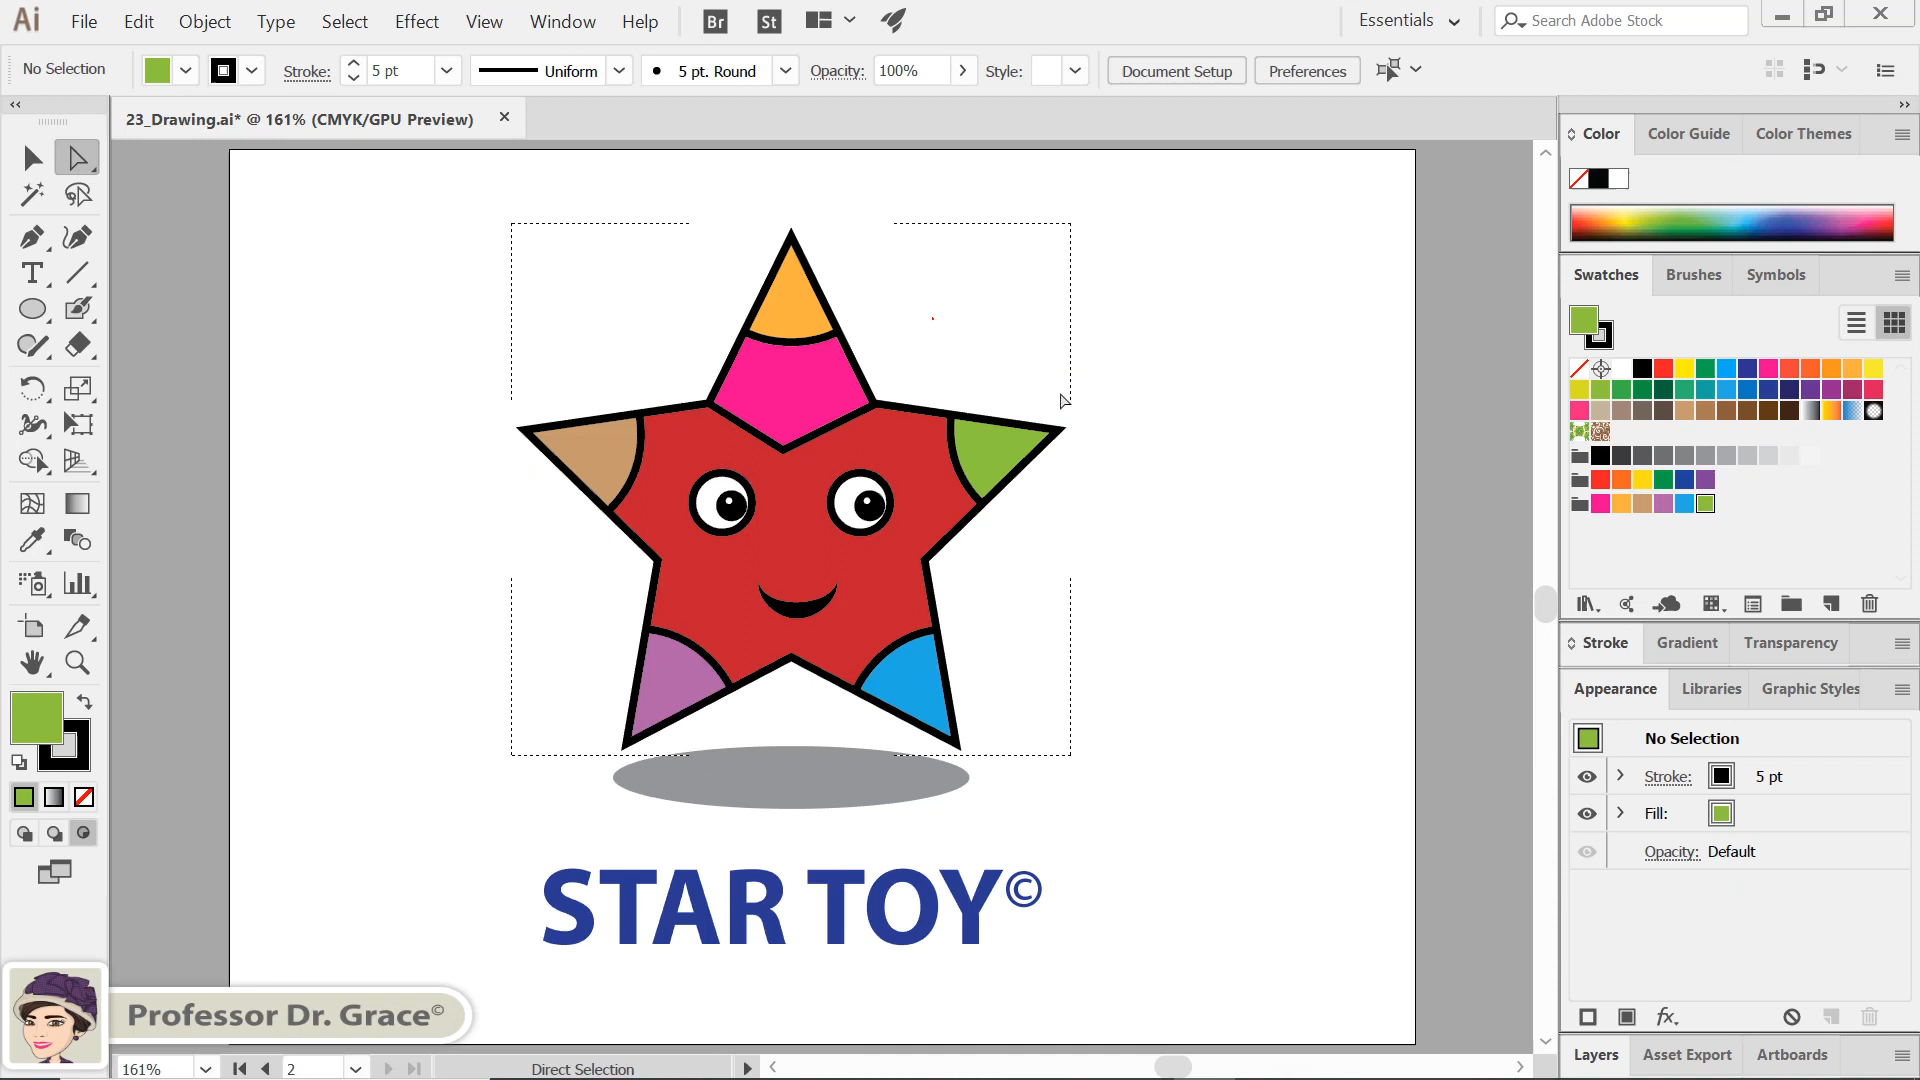 Ai File Edit Object Type Select Effect View Window Help Br St Essentials Search Adobe Stock
No Selection Stroke: 5 pt Uniform 5 pt. Round Opacity: 100% Style: Document Setup Preferences
23_Drawing.ai* @ 161% (CMYK/GPU Preview)
Color Color Guide Color Themes
Swatches Brushes Symbols
Stroke Gradient Transparency
Appearance Libraries Graphic Styles
No Selection
Stroke: 5 pt
Fill:
Opacity: Default
fx
STAR TOY©
Professor Dr. Grace©
161% 2 Direct Selection
Layers Asset Export Artboards